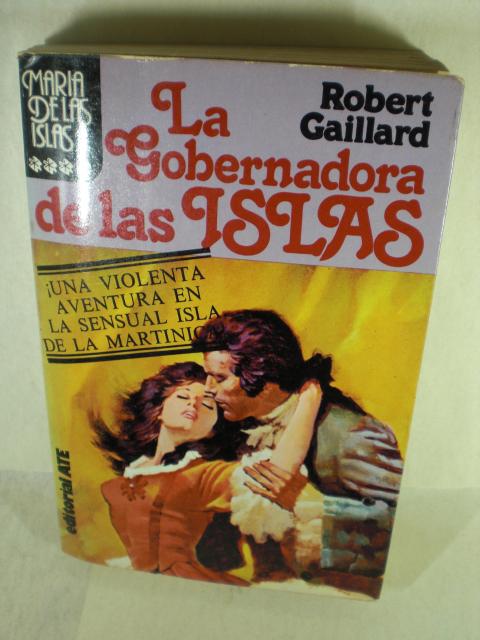 MARIA
DE LAS
ISLAS
Robert
Gaillard
La
Gobernadora
de las ISLAS
¡UNA VIOLENTA
AVENTURA EN
LA SENSUAL ISLA
DE LA MARTINICA
editorial ATE